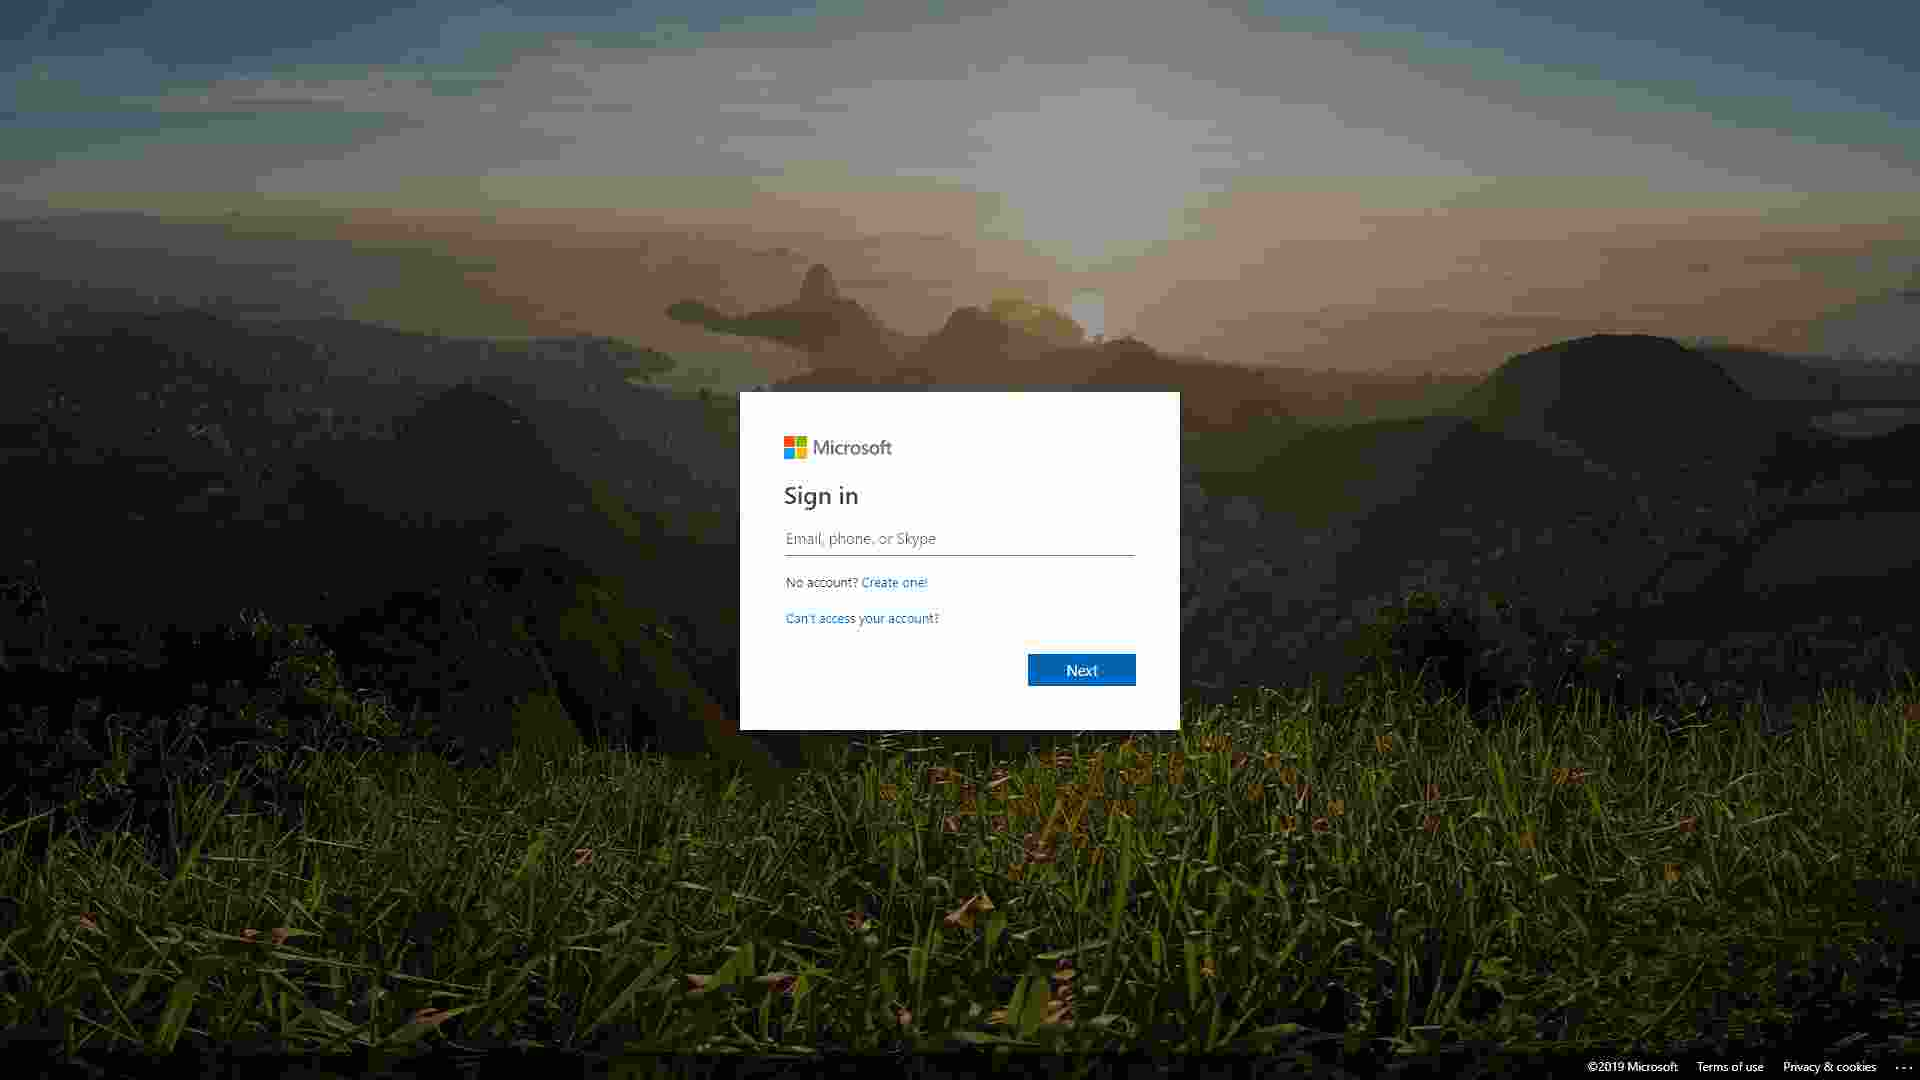 Microsoft
Sign in
Email, phone, or Skype
No account? Create one!
Can't access your account?
Next
©2019 Microsoft Terms of use Privacy & cookies ...